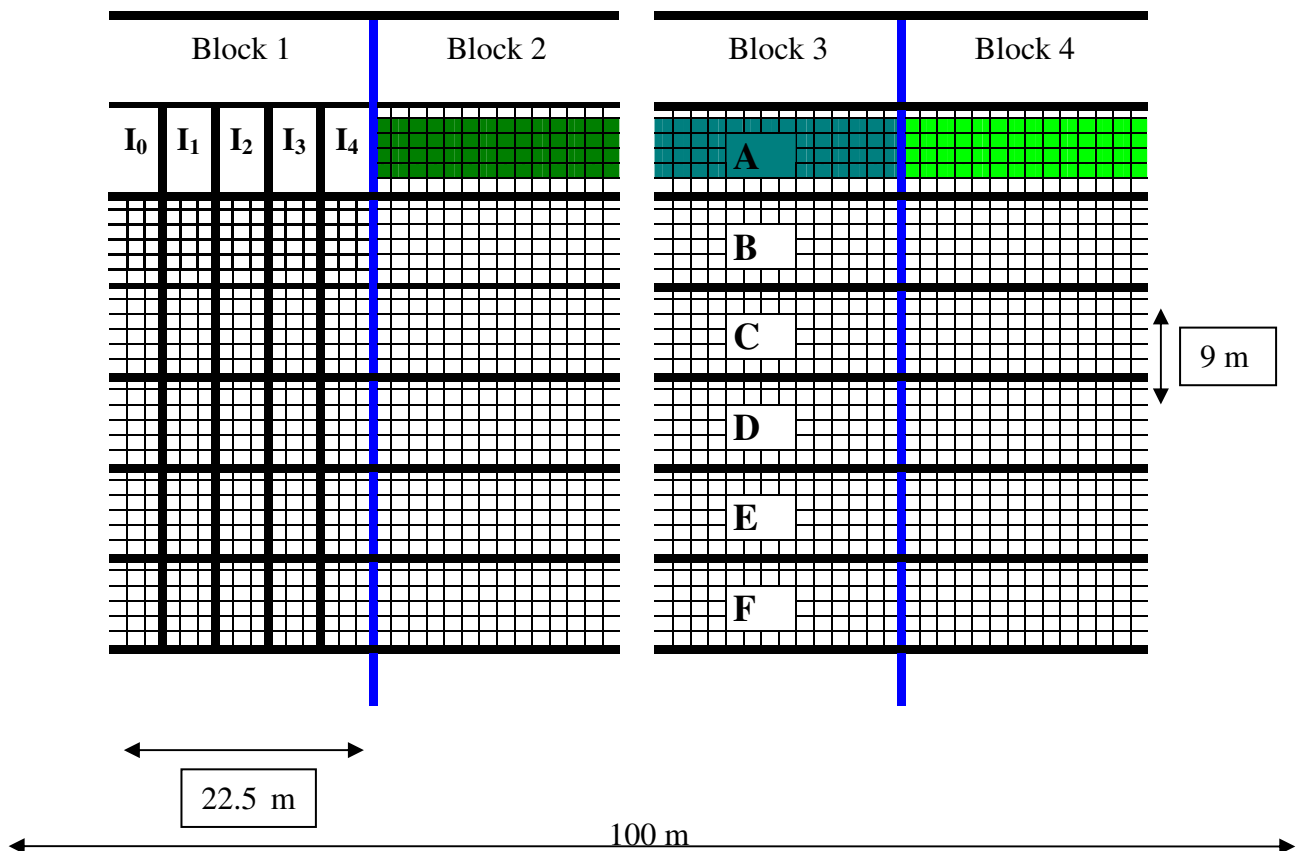 Block 1
Block 2
Block 3
Block 4
I₀
I₁
I₂
I₃
I₄
A
B
C
9 m
D
E
F
22.5 m
100 m